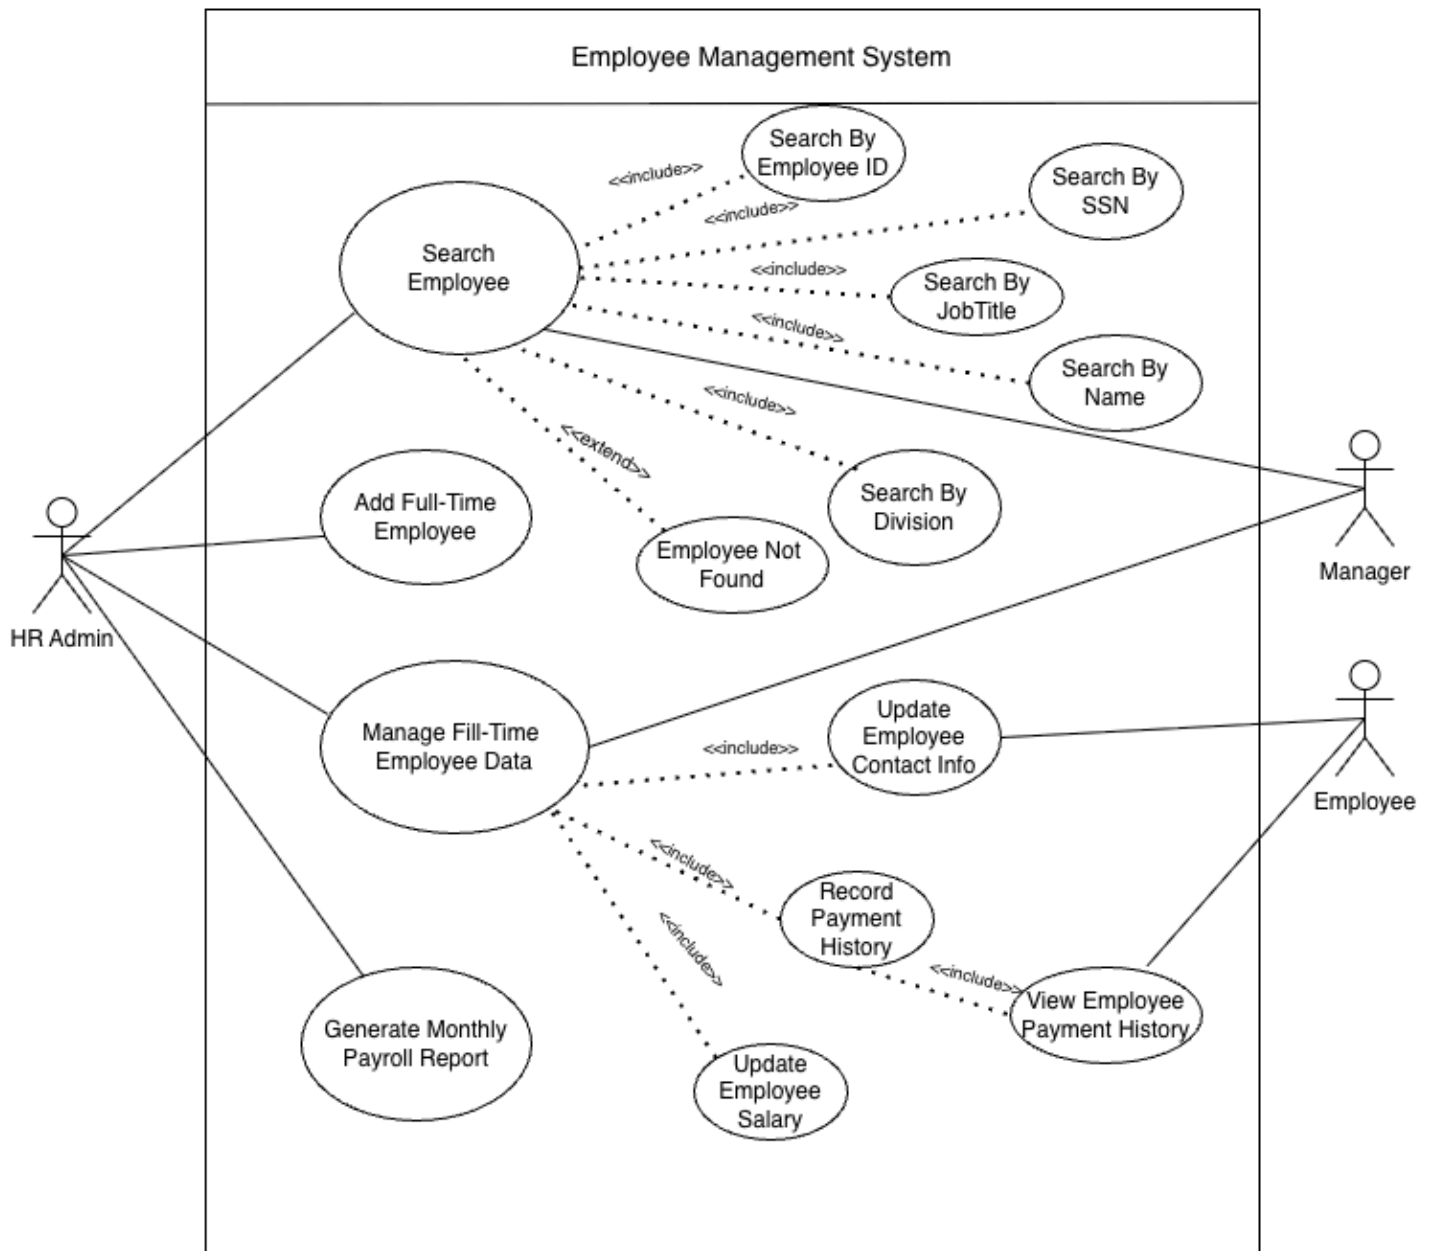 Employee Management System
Search By
Employee ID
<<include>>
Search By
SSN
<<include>>
Search
Employee
<<include>>
Search By
JobTitle
<<include>>
Search By
Name
<<include>>
<<extend>>
Add Full-Time
Employee
Search By
Division
Employee Not
Found
HR Admin
Manager
Manage Fill-Time
Employee Data
<<include>>
Update
Employee
Contact Info
Employee
<<include>>
Record
Payment
History
<<include>>
<<include>>
View Employee
Payment History
Generate Monthly
Payroll Report
Update
Employee
Salary